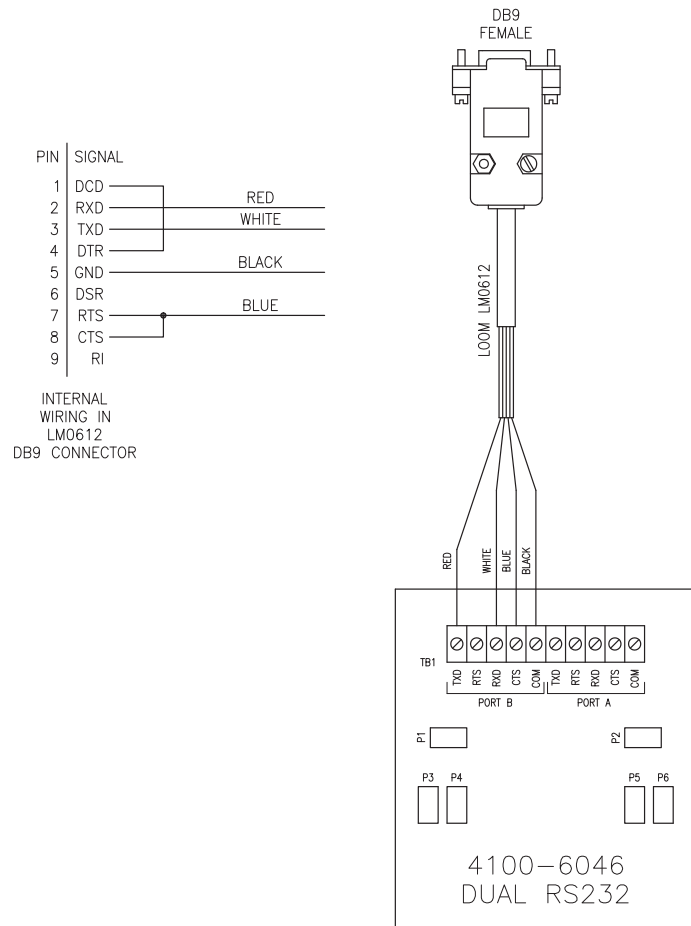 DB9
FEMALE
PIN SIGNAL
1 DCD
2 RXD RED
3 TXD WHITE
4 DTR
5 GND BLACK
6 DSR
7 RTS BLUE
8 CTS
9 RI
INTERNAL
WIRING IN
LM0612
DB9 CONNECTOR
LOOM LM0612
RED WHITE BLUE BLACK
TB1
TXD RTS RXD CTS COM TXD RTS RXD CTS COM
PORT B PORT A
P1 P2
P3 P4 P5 P6
4100-6046
DUAL RS232